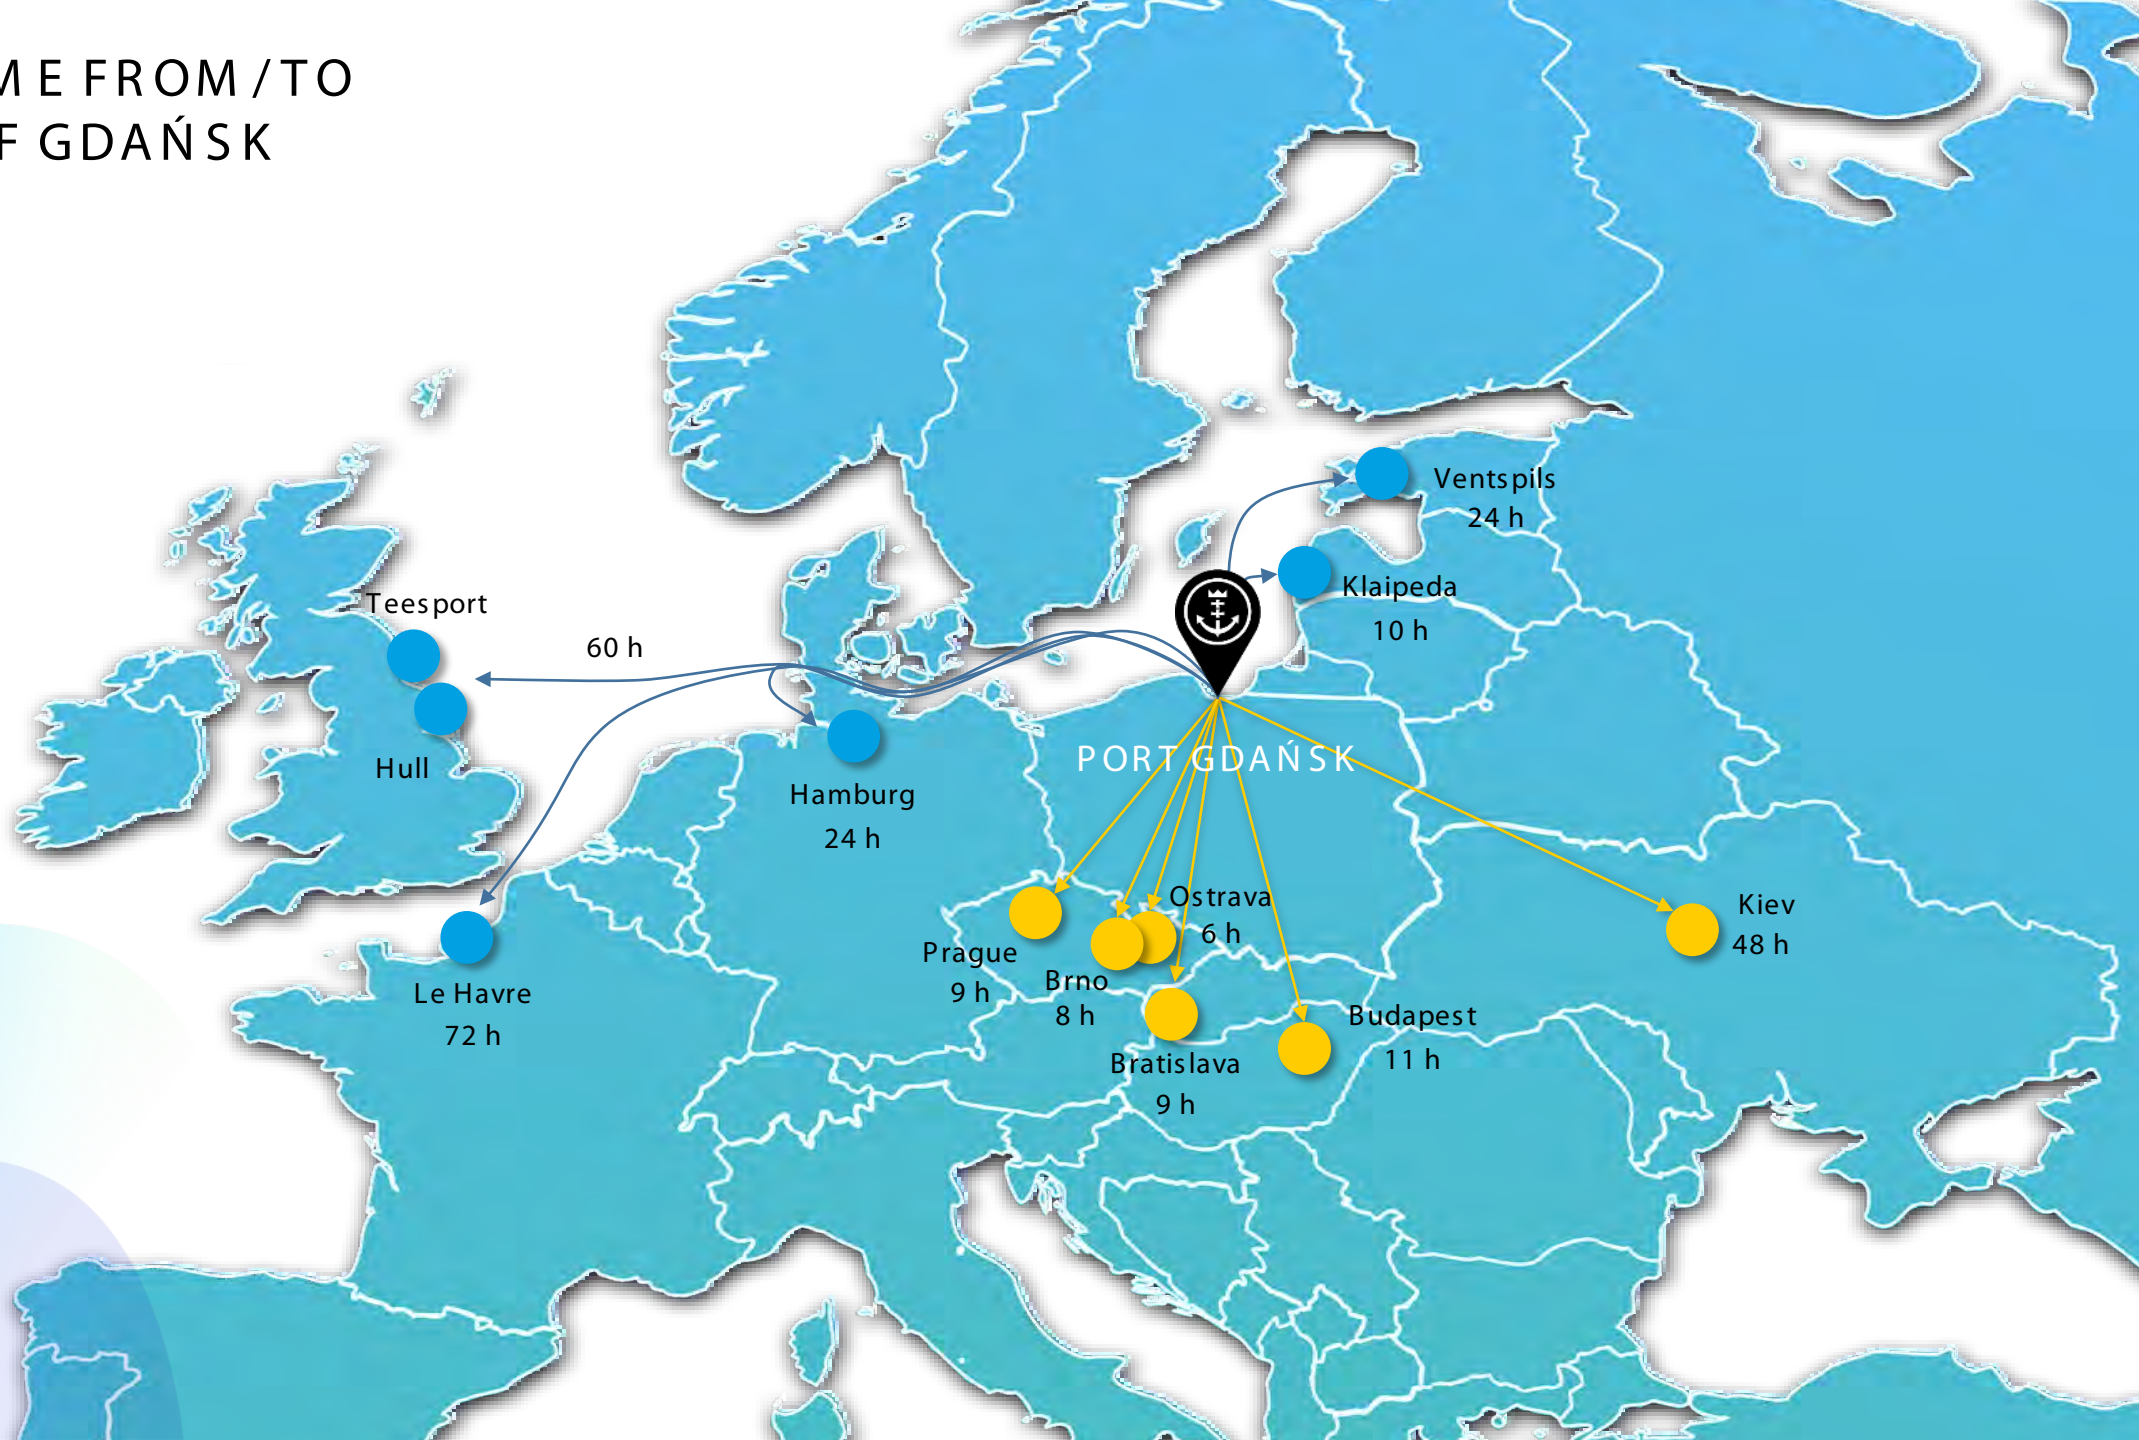 ME FROM/TO
F GDAŃSK
Ventspils
24 h
Klaipeda
10 h
Teesport
60 h
Hull
Hamburg
24 h
PORT GDAŃSK
Ostrava
6 h
Kiev
48 h
Prague
9 h
Brno
8 h
Le Havre
72 h
Budapest
11 h
Bratislava
9 h